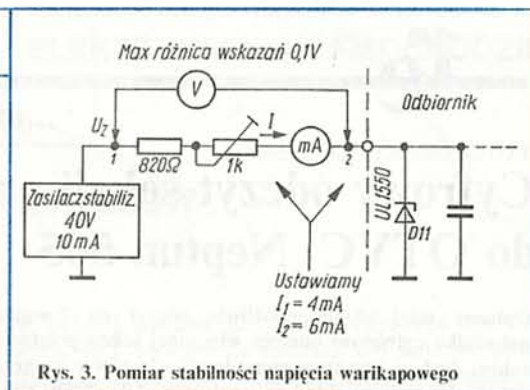 Max różnica wskazań 0,1V
V
Odbiornik
U₂
I
1
820Ω
1k
mA
2
UL1550
D11
Zasilacz stabiliz.
40V
10mA
Ustawiamy
I₁ = 4mA
I₂ = 6mA
Rys. 3. Pomiar stabilności napięcia warikapowego